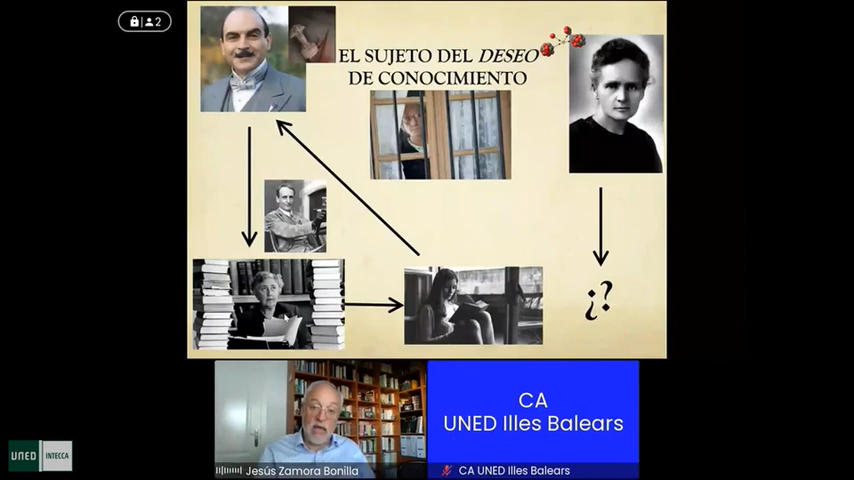 2
EL SUJETO DEL DESEO
DE CONOCIMIENTO
¿?
CA
UNED Illes Balears
UNED INTECCA
Jesús Zamora Bonilla
CA UNED Illes Balears